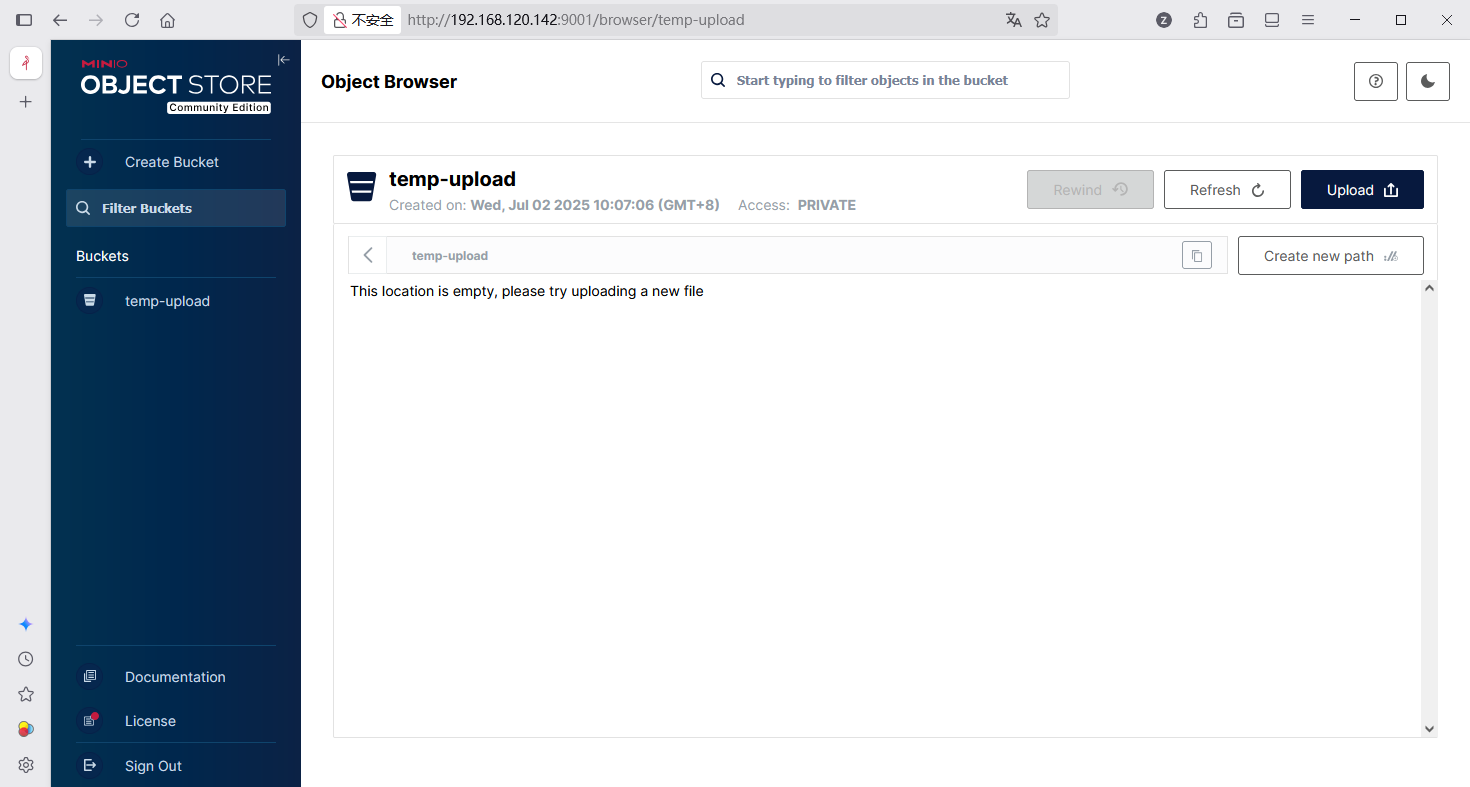 不安全 http://192.168.120.142:9001/browser/temp-upload
Z
MINIO
OBJECT STORE
Community Edition
Create Bucket
Filter Buckets
Buckets
temp-upload
Documentation
License
Sign Out
Object Browser
Start typing to filter objects in the bucket
temp-upload
Created on: Wed, Jul 02 2025 10:07:06 (GMT+8) Access: PRIVATE
Rewind
Refresh
Upload
temp-upload
Create new path
This location is empty, please try uploading a new file